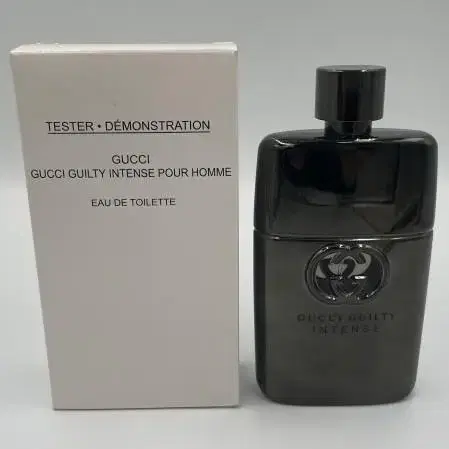 TESTER • DÉMONSTRATION
GUCCI
GUCCI GUILTY INTENSE POUR HOMME
EAU DE TOILETTE
GUCCI GUILTY
INTENSE